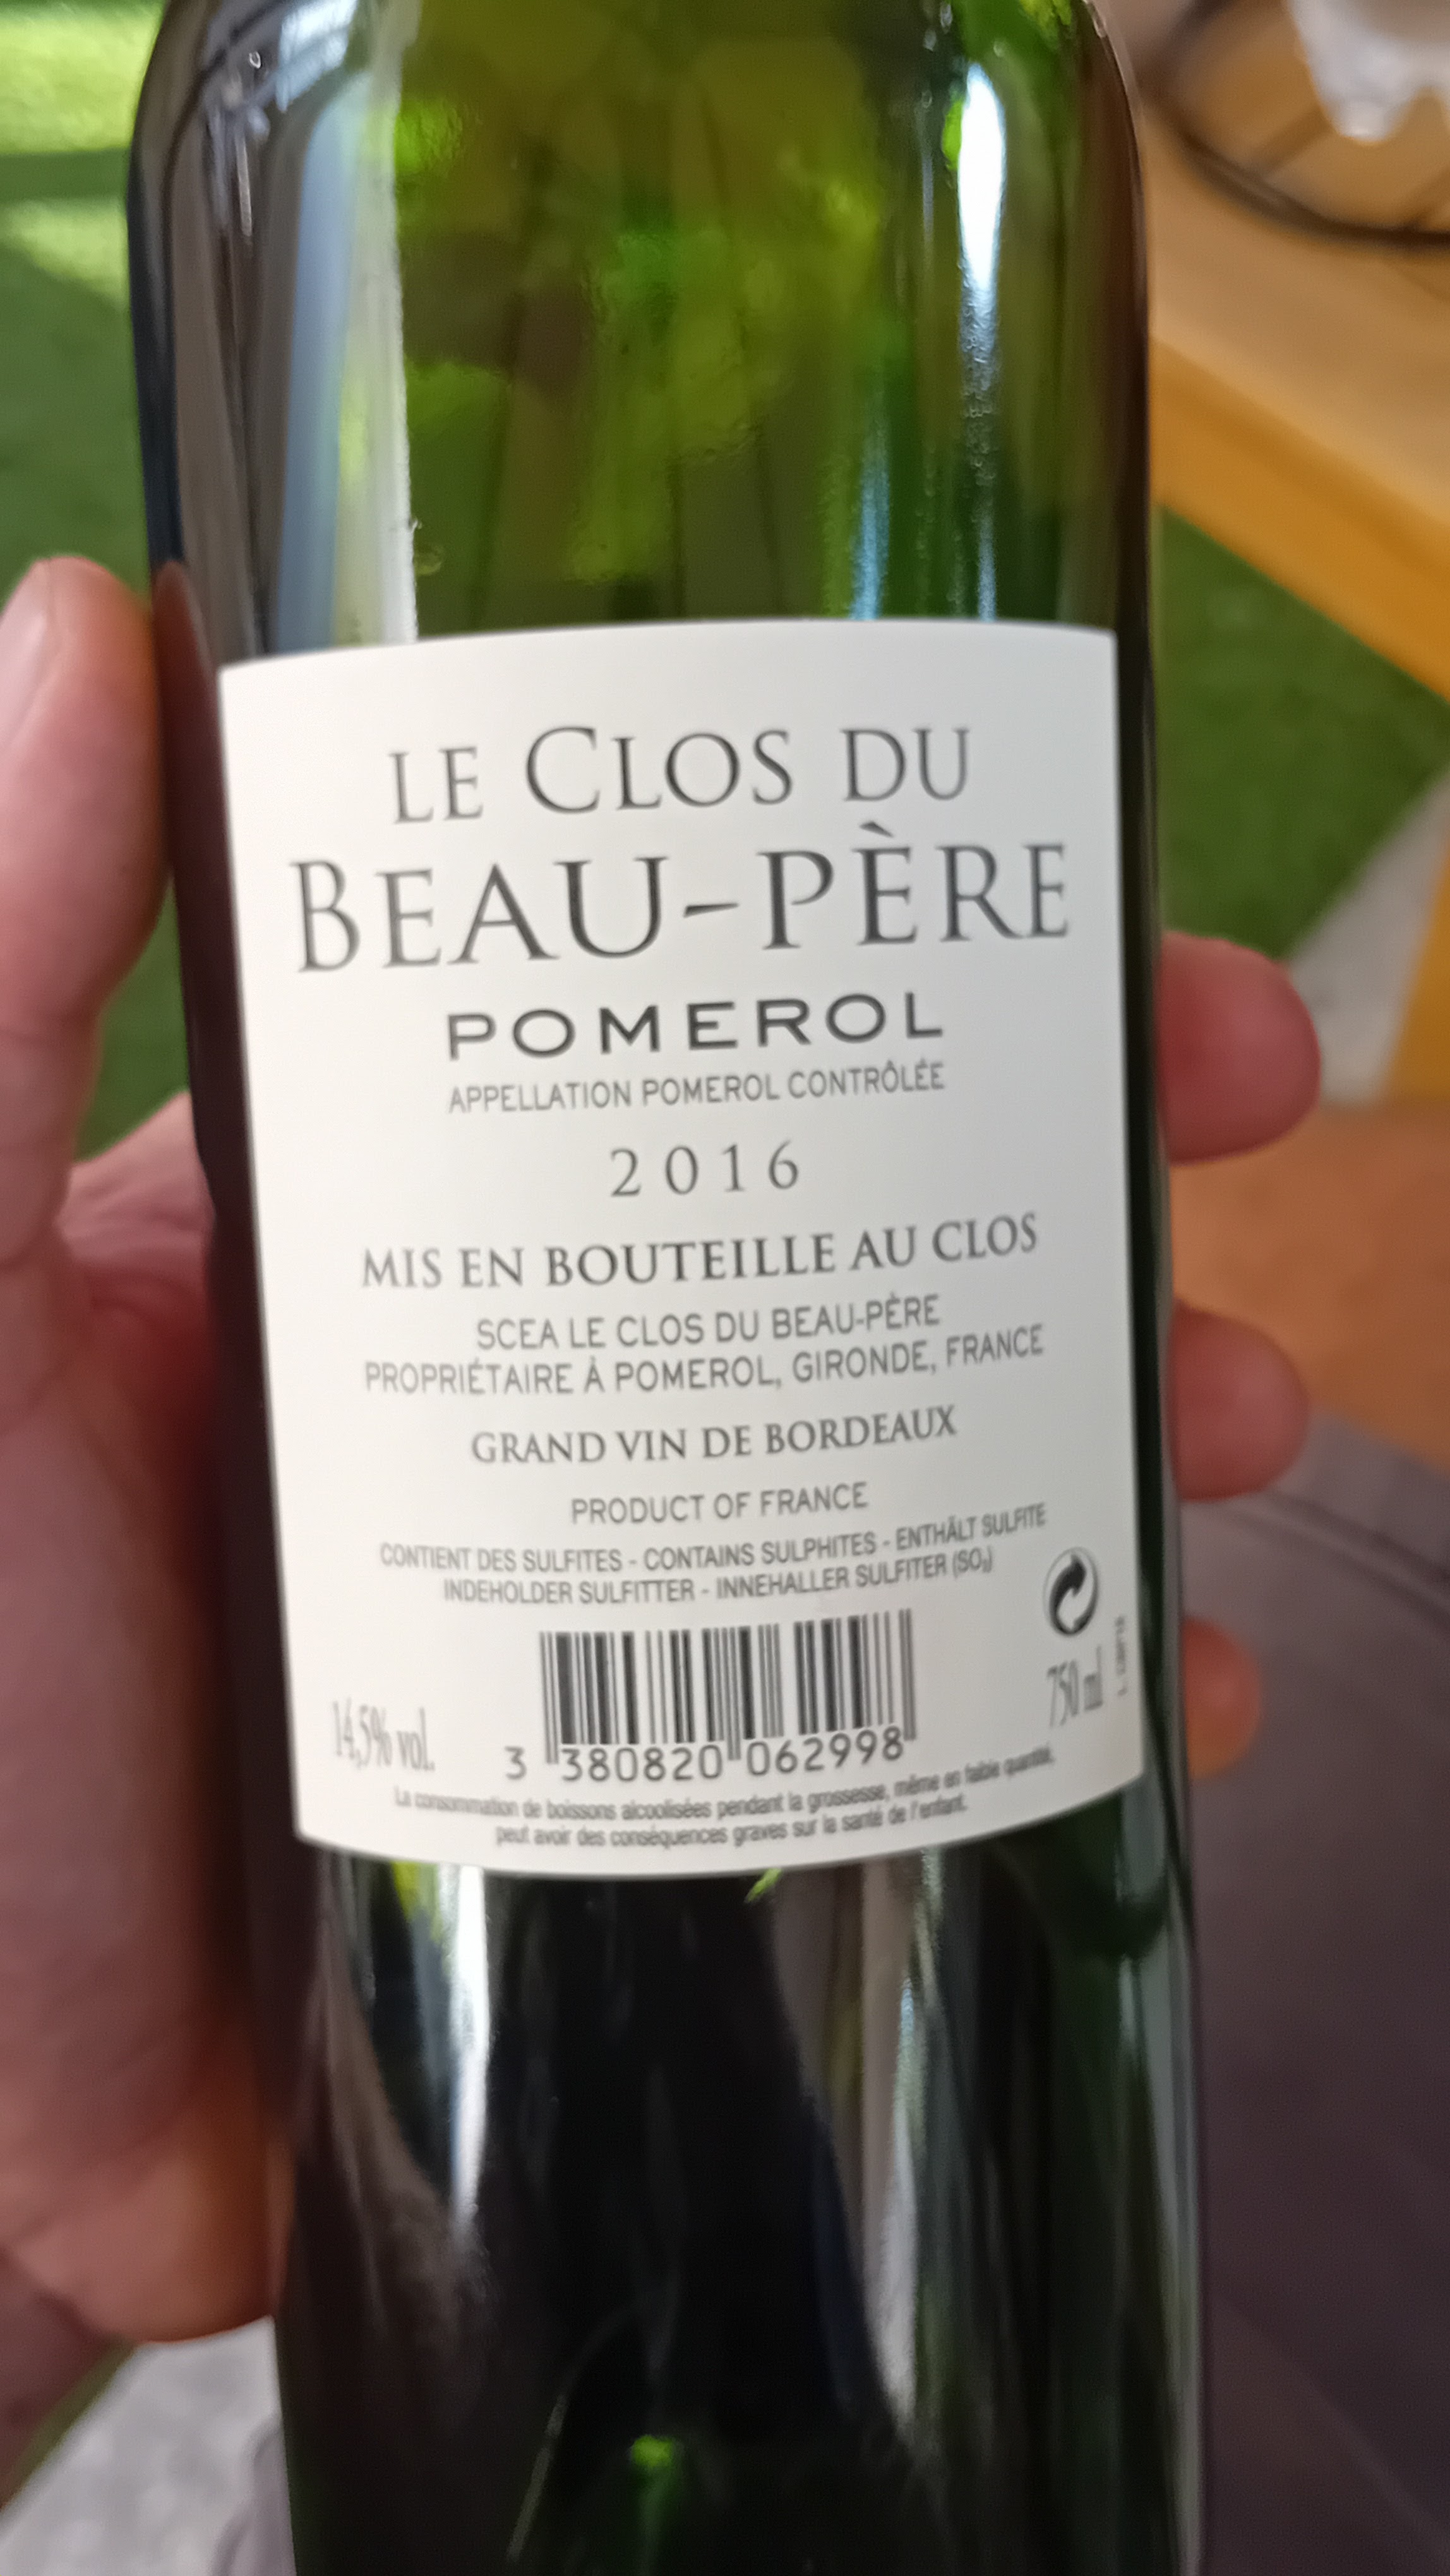 LE CLOS DU
BEAU-PÈRE
POMEROL
APPELLATION POMEROL CONTRÔLÉE
2016
MIS EN BOUTEILLE AU CLOS
SCEA LE CLOS DU BEAU-PÈRE
PROPRIÉTAIRE À POMEROL, GIRONDE, FRANCE
GRAND VIN DE BORDEAUX
PRODUCT OF FRANCE
CONTIENT DES SULFITES - CONTAINS SULPHITES - ENTHÄLT SULFITE
INDEHOLDER SULFITTER - INNEHALLER SULFITER (SO₂)
14,5% vol.
750 ml
3 380820 062998
La consommation de boissons alcoolisées pendant la grossesse, même en faible quantité,
peut avoir des conséquences graves sur la santé de l'enfant.